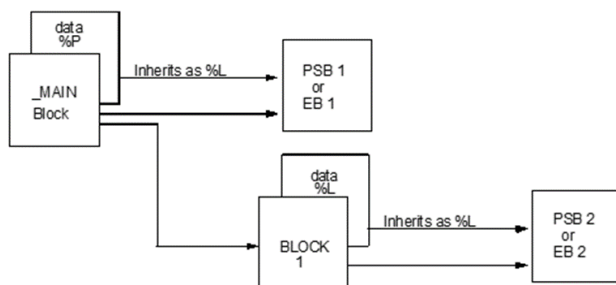 data
%P
_MAIN
Block
Inherits as %L
PSB 1
or
EB 1
data
%L
BLOCK
1
Inherits as %L
PSB 2
or
EB 2